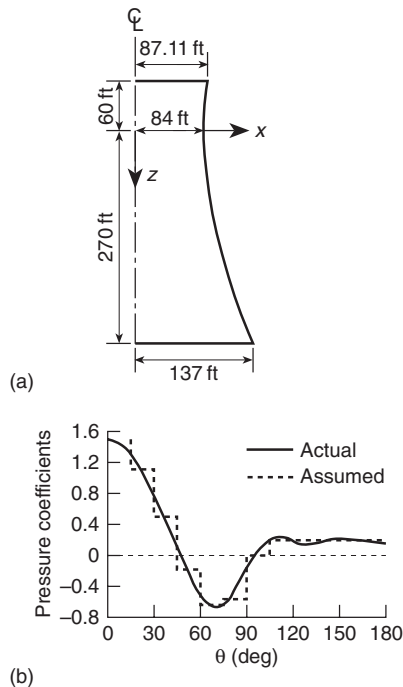 ℄
87.11 ft
60 ft
84 ft
x
z
270 ft
137 ft
(a)
Pressure coefficients
1.6
1.2
0.8
0.4
0
−0.4
−0.8
Actual
Assumed
0 30 60 90 120 150 180
θ (deg)
(b)